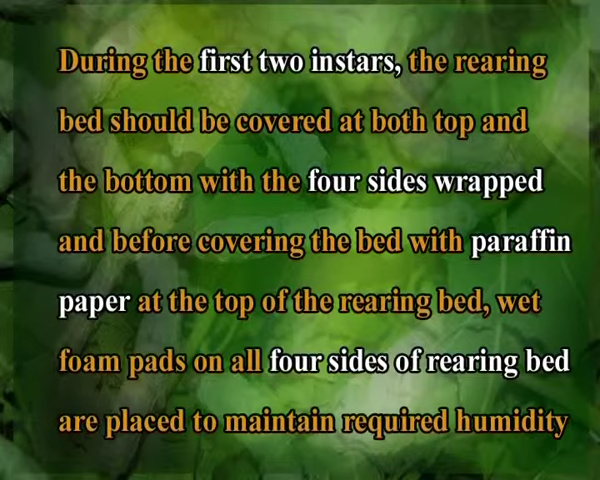 During the first two instars, the rearing
bed should be covered at both top and
the bottom with the four sides wrapped
and before covering the bed with paraffin
paper at the top of the rearing bed, wet
foam pads on all four sides of rearing bed
are placed to maintain required humidity